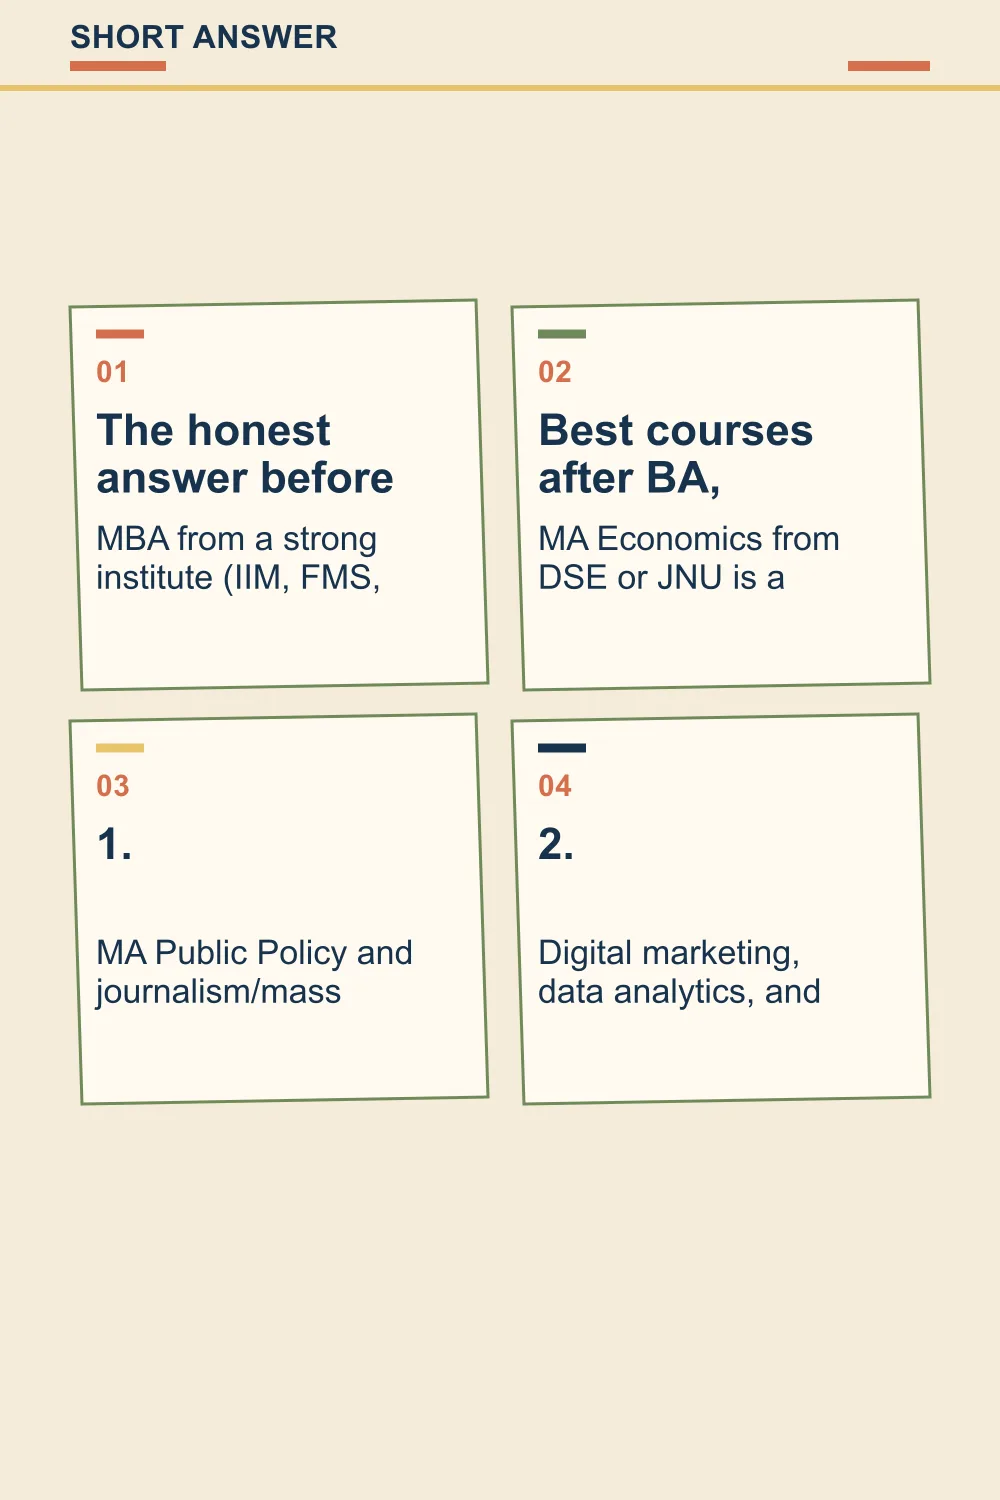 SHORT ANSWER
01
The honest
answer before
MBA from a strong
institute (IIM, FMS,
02
Best courses
after BA,
MA Economics from
DSE or JNU is a
03
1.
MA Public Policy and
journalism/mass
04
2.
Digital marketing,
data analytics, and